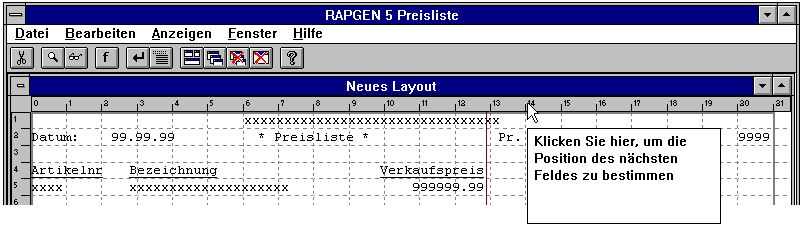 RAPGEN 5 Preisliste
Datei Bearbeiten Anzeigen Fenster Hilfe
f ?
Neues Layout
0 1 2 3 4 5 6 7 8 9 10 11 12 13 14 15 16 17 18 19 20 21
1 xxxxxxxxxxxxxxxxxxxxxxxxxxxxxxxx
2 Datum: 99.99.99 * Preisliste * Pr. 9999
3
4 Artikelnr Bezeichnung Verkaufspreis
5 xxxx xxxxxxxxxxxxxxxxxxxx 999999.99
6
Klicken Sie hier, um die
Position des nächsten
Feldes zu bestimmen